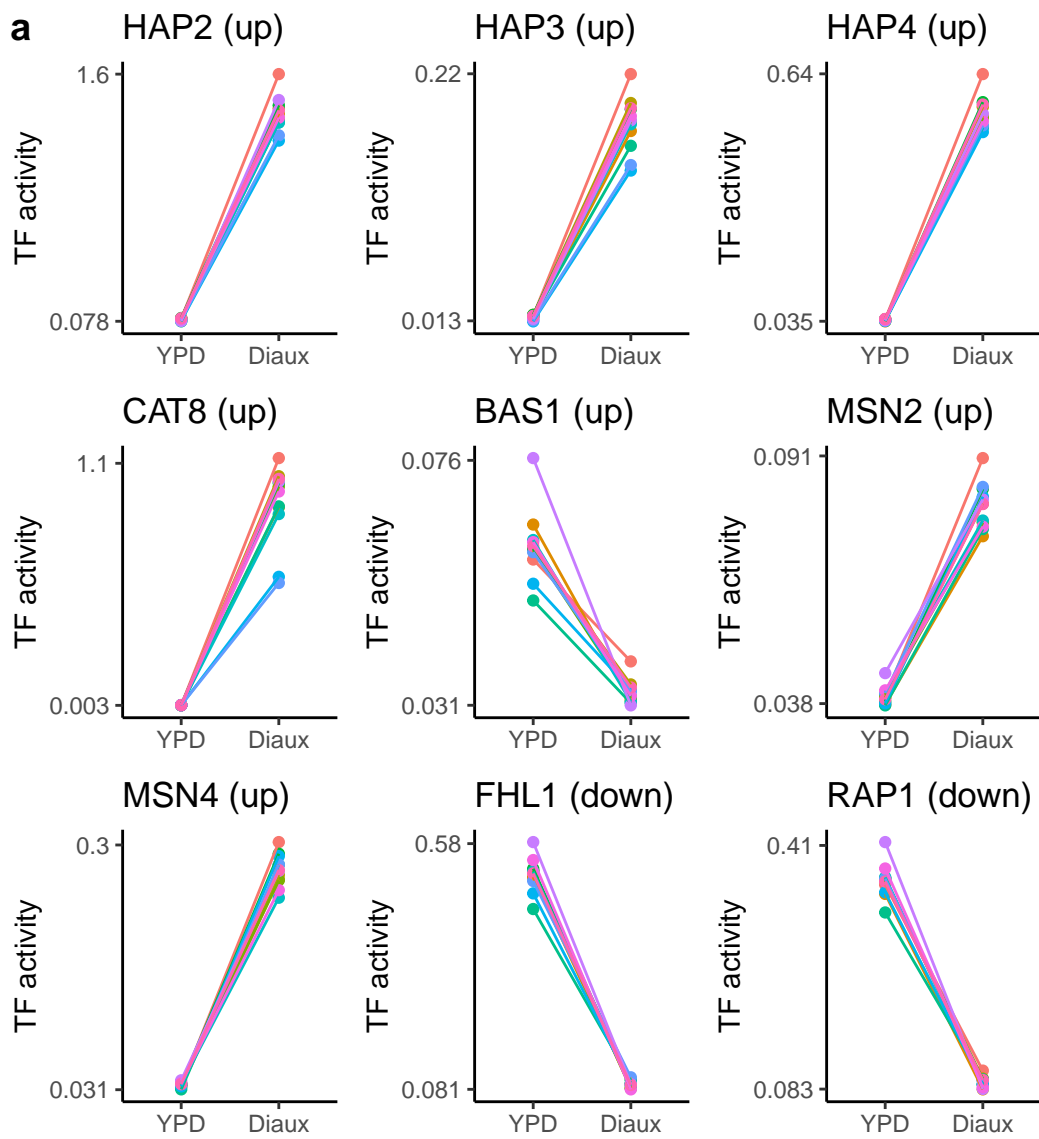 a
HAP2 (up)
HAP3 (up)
HAP4 (up)
TF activity
1.6
0.078
YPD
Diaux
TF activity
0.22
0.013
YPD
Diaux
TF activity
0.64
0.035
YPD
Diaux
CAT8 (up)
BAS1 (up)
MSN2 (up)
TF activity
1.1
0.003
YPD
Diaux
TF activity
0.076
0.031
YPD
Diaux
TF activity
0.091
0.038
YPD
Diaux
MSN4 (up)
FHL1 (down)
RAP1 (down)
TF activity
0.3
0.031
YPD
Diaux
TF activity
0.58
0.081
YPD
Diaux
TF activity
0.41
0.083
YPD
Diaux